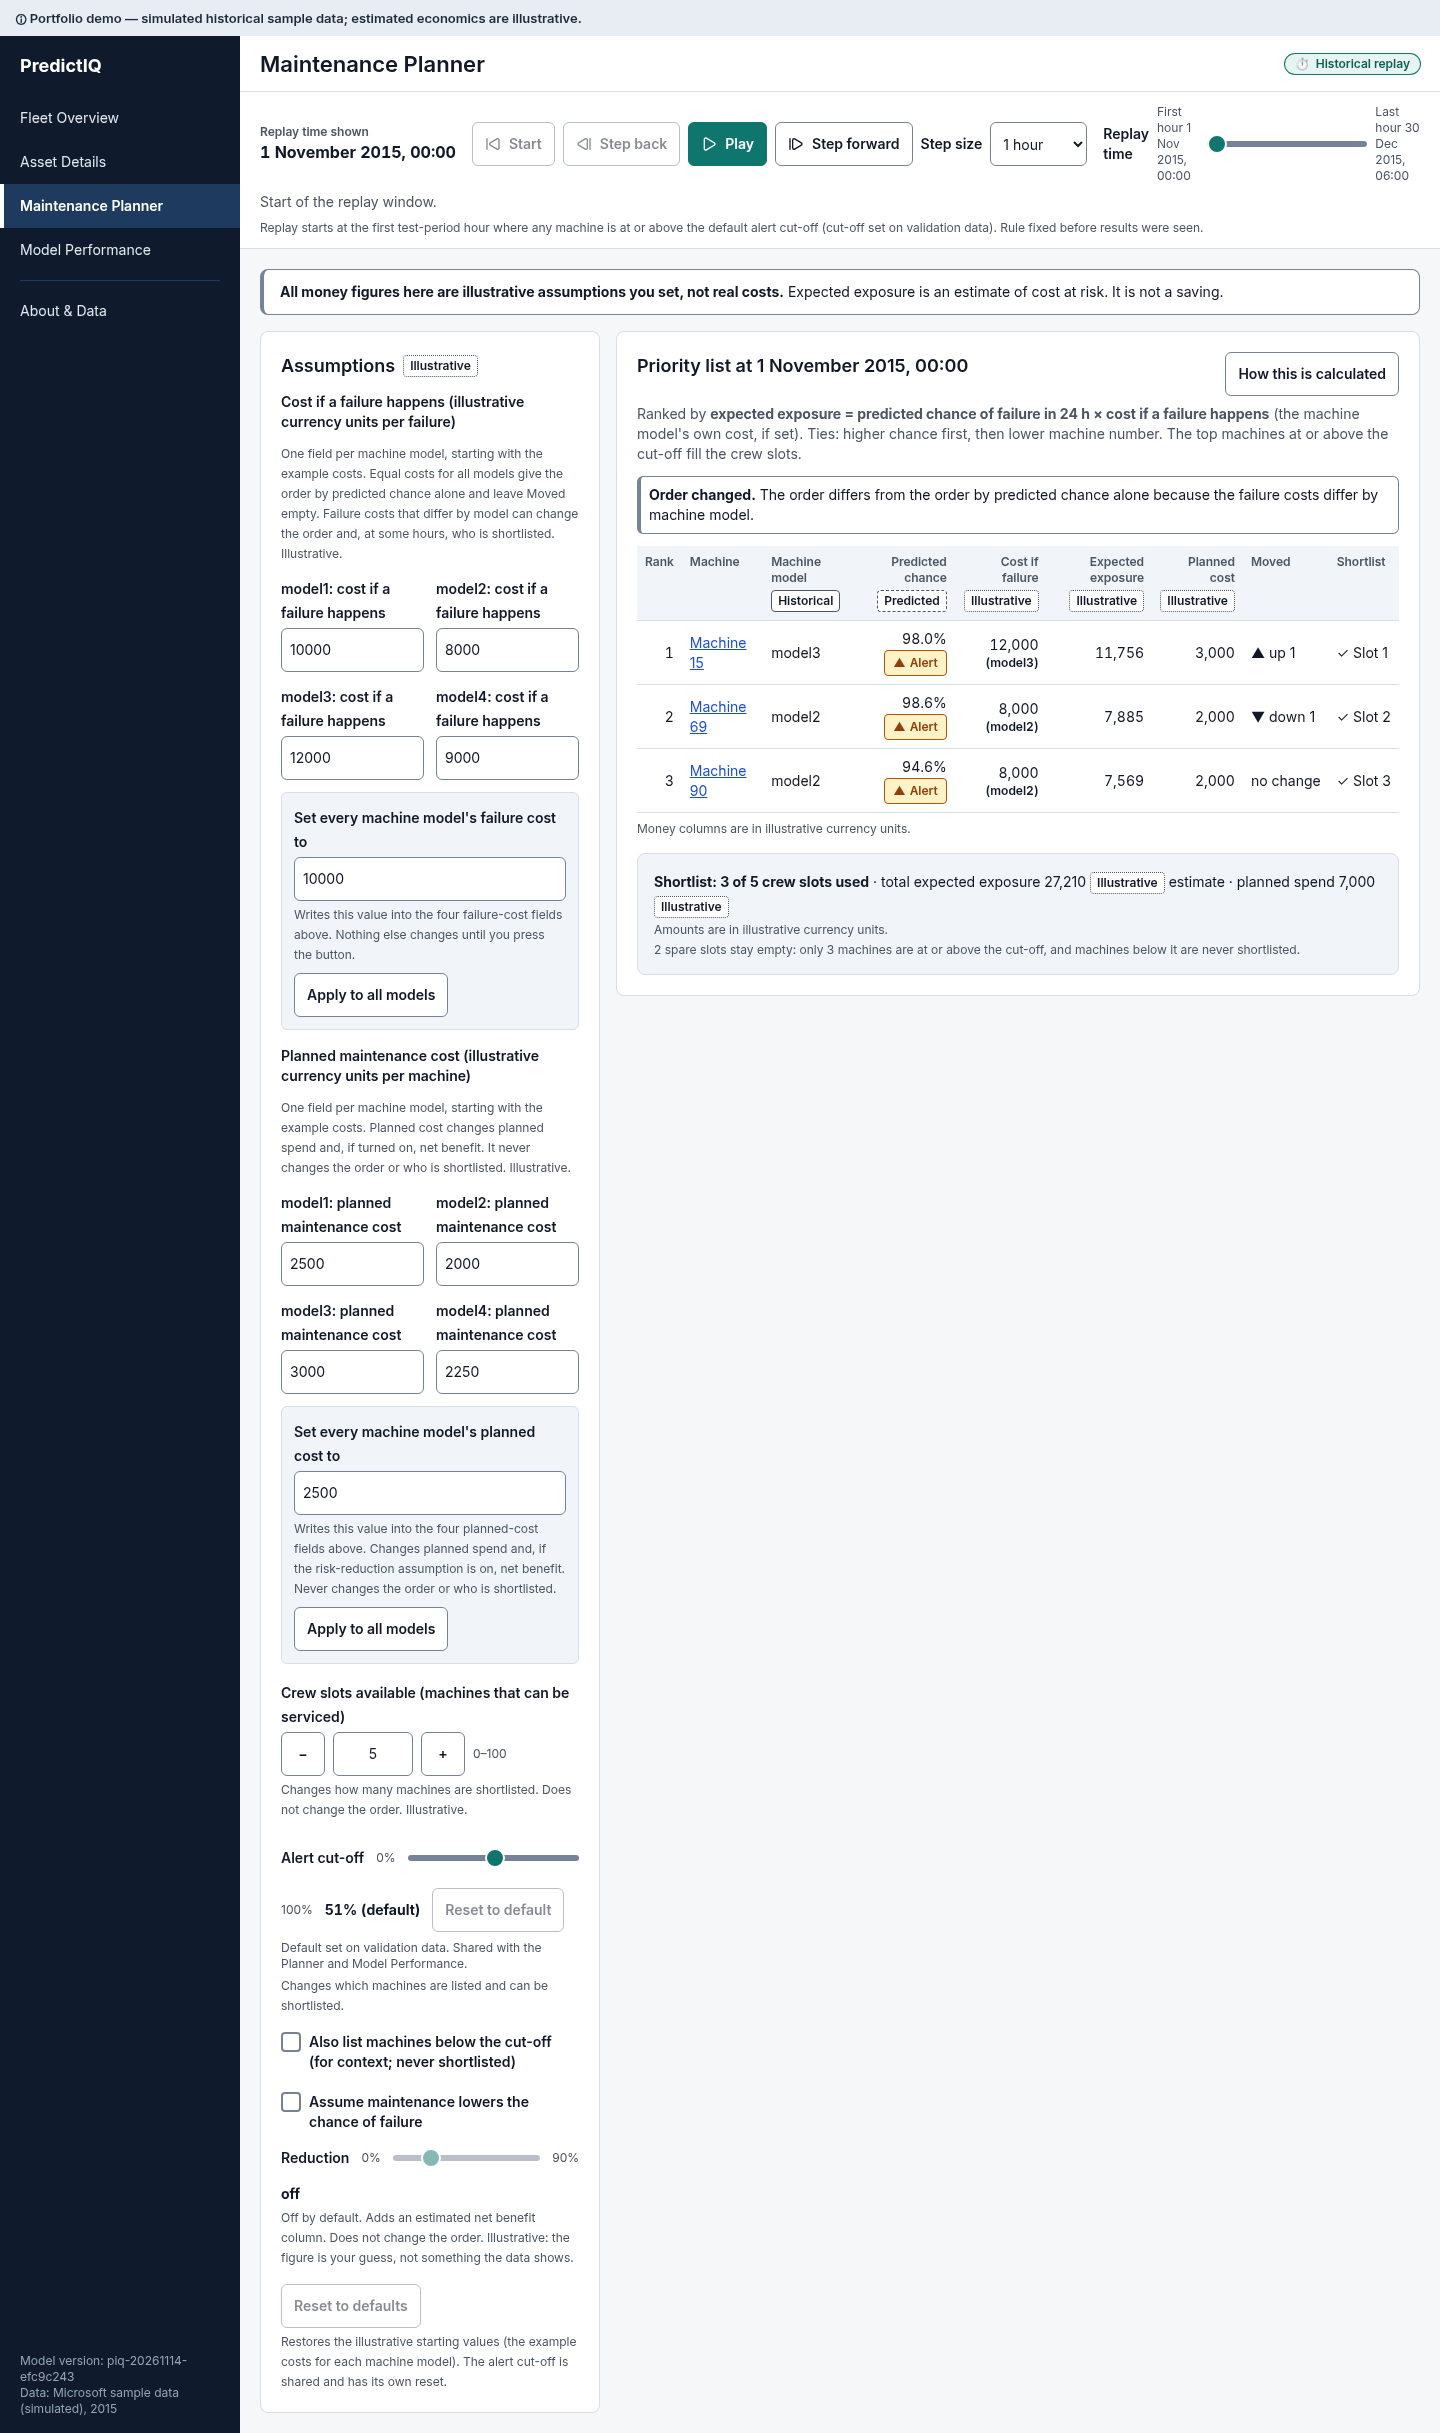 Portfolio demo — simulated historical sample data; estimated economics are illustrative.
PredictIQ
Fleet Overview
Asset Details
Maintenance Planner
Model Performance
About & Data
Model version: piq-20261114-
efc9c243
Data: Microsoft sample data
(simulated), 2015
Maintenance Planner
Historical replay
Replay time shown
1 November 2015, 00:00
Start
Step back
Play
Step forward
Step size
1 hour
Replay
time
First
hour 1
Nov
2015,
00:00
Last
hour 30
Dec
2015,
06:00
Start of the replay window.
Replay starts at the first test-period hour where any machine is at or above the default alert cut-off (cut-off set on validation data). Rule fixed before results were seen.
All money figures here are illustrative assumptions you set, not real costs. Expected exposure is an estimate of cost at risk. It is not a saving.
Assumptions Illustrative
Cost if a failure happens (illustrative
currency units per failure)
One field per machine model, starting with the
example costs. Equal costs for all models give the
order by predicted chance alone and leave Moved
empty. Failure costs that differ by model can change
the order and, at some hours, who is shortlisted.
Illustrative.
model1: cost if a
failure happens
10000
model2: cost if a
failure happens
8000
model3: cost if a
failure happens
12000
model4: cost if a
failure happens
9000
Set every machine model's failure cost
to
10000
Writes this value into the four failure-cost fields
above. Nothing else changes until you press
the button.
Apply to all models
Planned maintenance cost (illustrative
currency units per machine)
One field per machine model, starting with the
example costs. Planned cost changes planned
spend and, if turned on, net benefit. It never
changes the order or who is shortlisted. Illustrative.
model1: planned
maintenance cost
2500
model2: planned
maintenance cost
2000
model3: planned
maintenance cost
3000
model4: planned
maintenance cost
2250
Set every machine model's planned
cost to
2500
Writes this value into the four planned-cost
fields above. Changes planned spend and, if
the risk-reduction assumption is on, net benefit.
Never changes the order or who is shortlisted.
Apply to all models
Crew slots available (machines that can be
serviced)
− 5 + 0–100
Changes how many machines are shortlisted. Does
not change the order. Illustrative.
Alert cut-off 0%
100% 51% (default) Reset to default
Default set on validation data. Shared with the
Planner and Model Performance.
Changes which machines are listed and can be
shortlisted.
Also list machines below the cut-off
(for context; never shortlisted)
Assume maintenance lowers the
chance of failure
Reduction 0% 90%
off
Off by default. Adds an estimated net benefit
column. Does not change the order. Illustrative: the
figure is your guess, not something the data shows.
Reset to defaults
Restores the illustrative starting values (the example
costs for each machine model). The alert cut-off is
shared and has its own reset.
Priority list at 1 November 2015, 00:00
How this is calculated
Ranked by expected exposure = predicted chance of failure in 24 h × cost if a failure happens (the machine
model's own cost, if set). Ties: higher chance first, then lower machine number. The top machines at or above the
cut-off fill the crew slots.
Order changed. The order differs from the order by predicted chance alone because the failure costs differ by
machine model.
Rank
Machine
Machine
model
Historical
Predicted
chance
Predicted
Cost if
failure
Illustrative
Expected
exposure
Illustrative
Planned
cost
Illustrative
Moved
Shortlist
1
Machine
15
model3
98.0%
▲ Alert
12,000
(model3)
11,756
3,000
▲ up 1
✓ Slot 1
2
Machine
69
model2
98.6%
▲ Alert
8,000
(model2)
7,885
2,000
▼ down 1
✓ Slot 2
3
Machine
90
model2
94.6%
▲ Alert
8,000
(model2)
7,569
2,000
no change
✓ Slot 3
Money columns are in illustrative currency units.
Shortlist: 3 of 5 crew slots used · total expected exposure 27,210 Illustrative estimate · planned spend 7,000
Illustrative
Amounts are in illustrative currency units.
2 spare slots stay empty: only 3 machines are at or above the cut-off, and machines below it are never shortlisted.